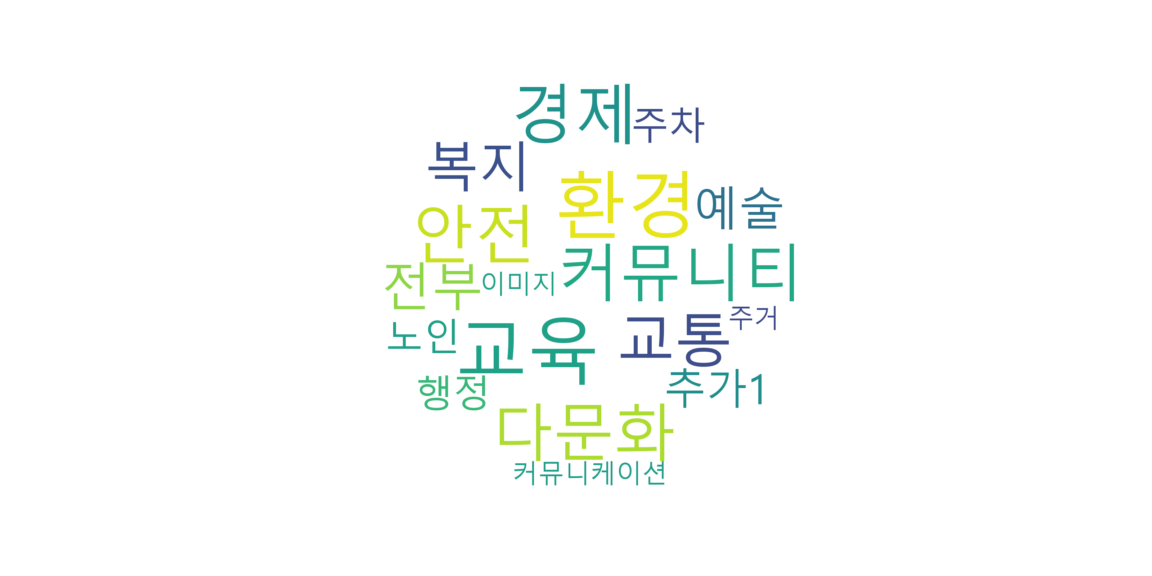 경제
주차
복지
환경
예술
안전
커뮤니티
전부
이미지
교육
교통
주거
노인
행정
추가1
다문화
커뮤니케이션